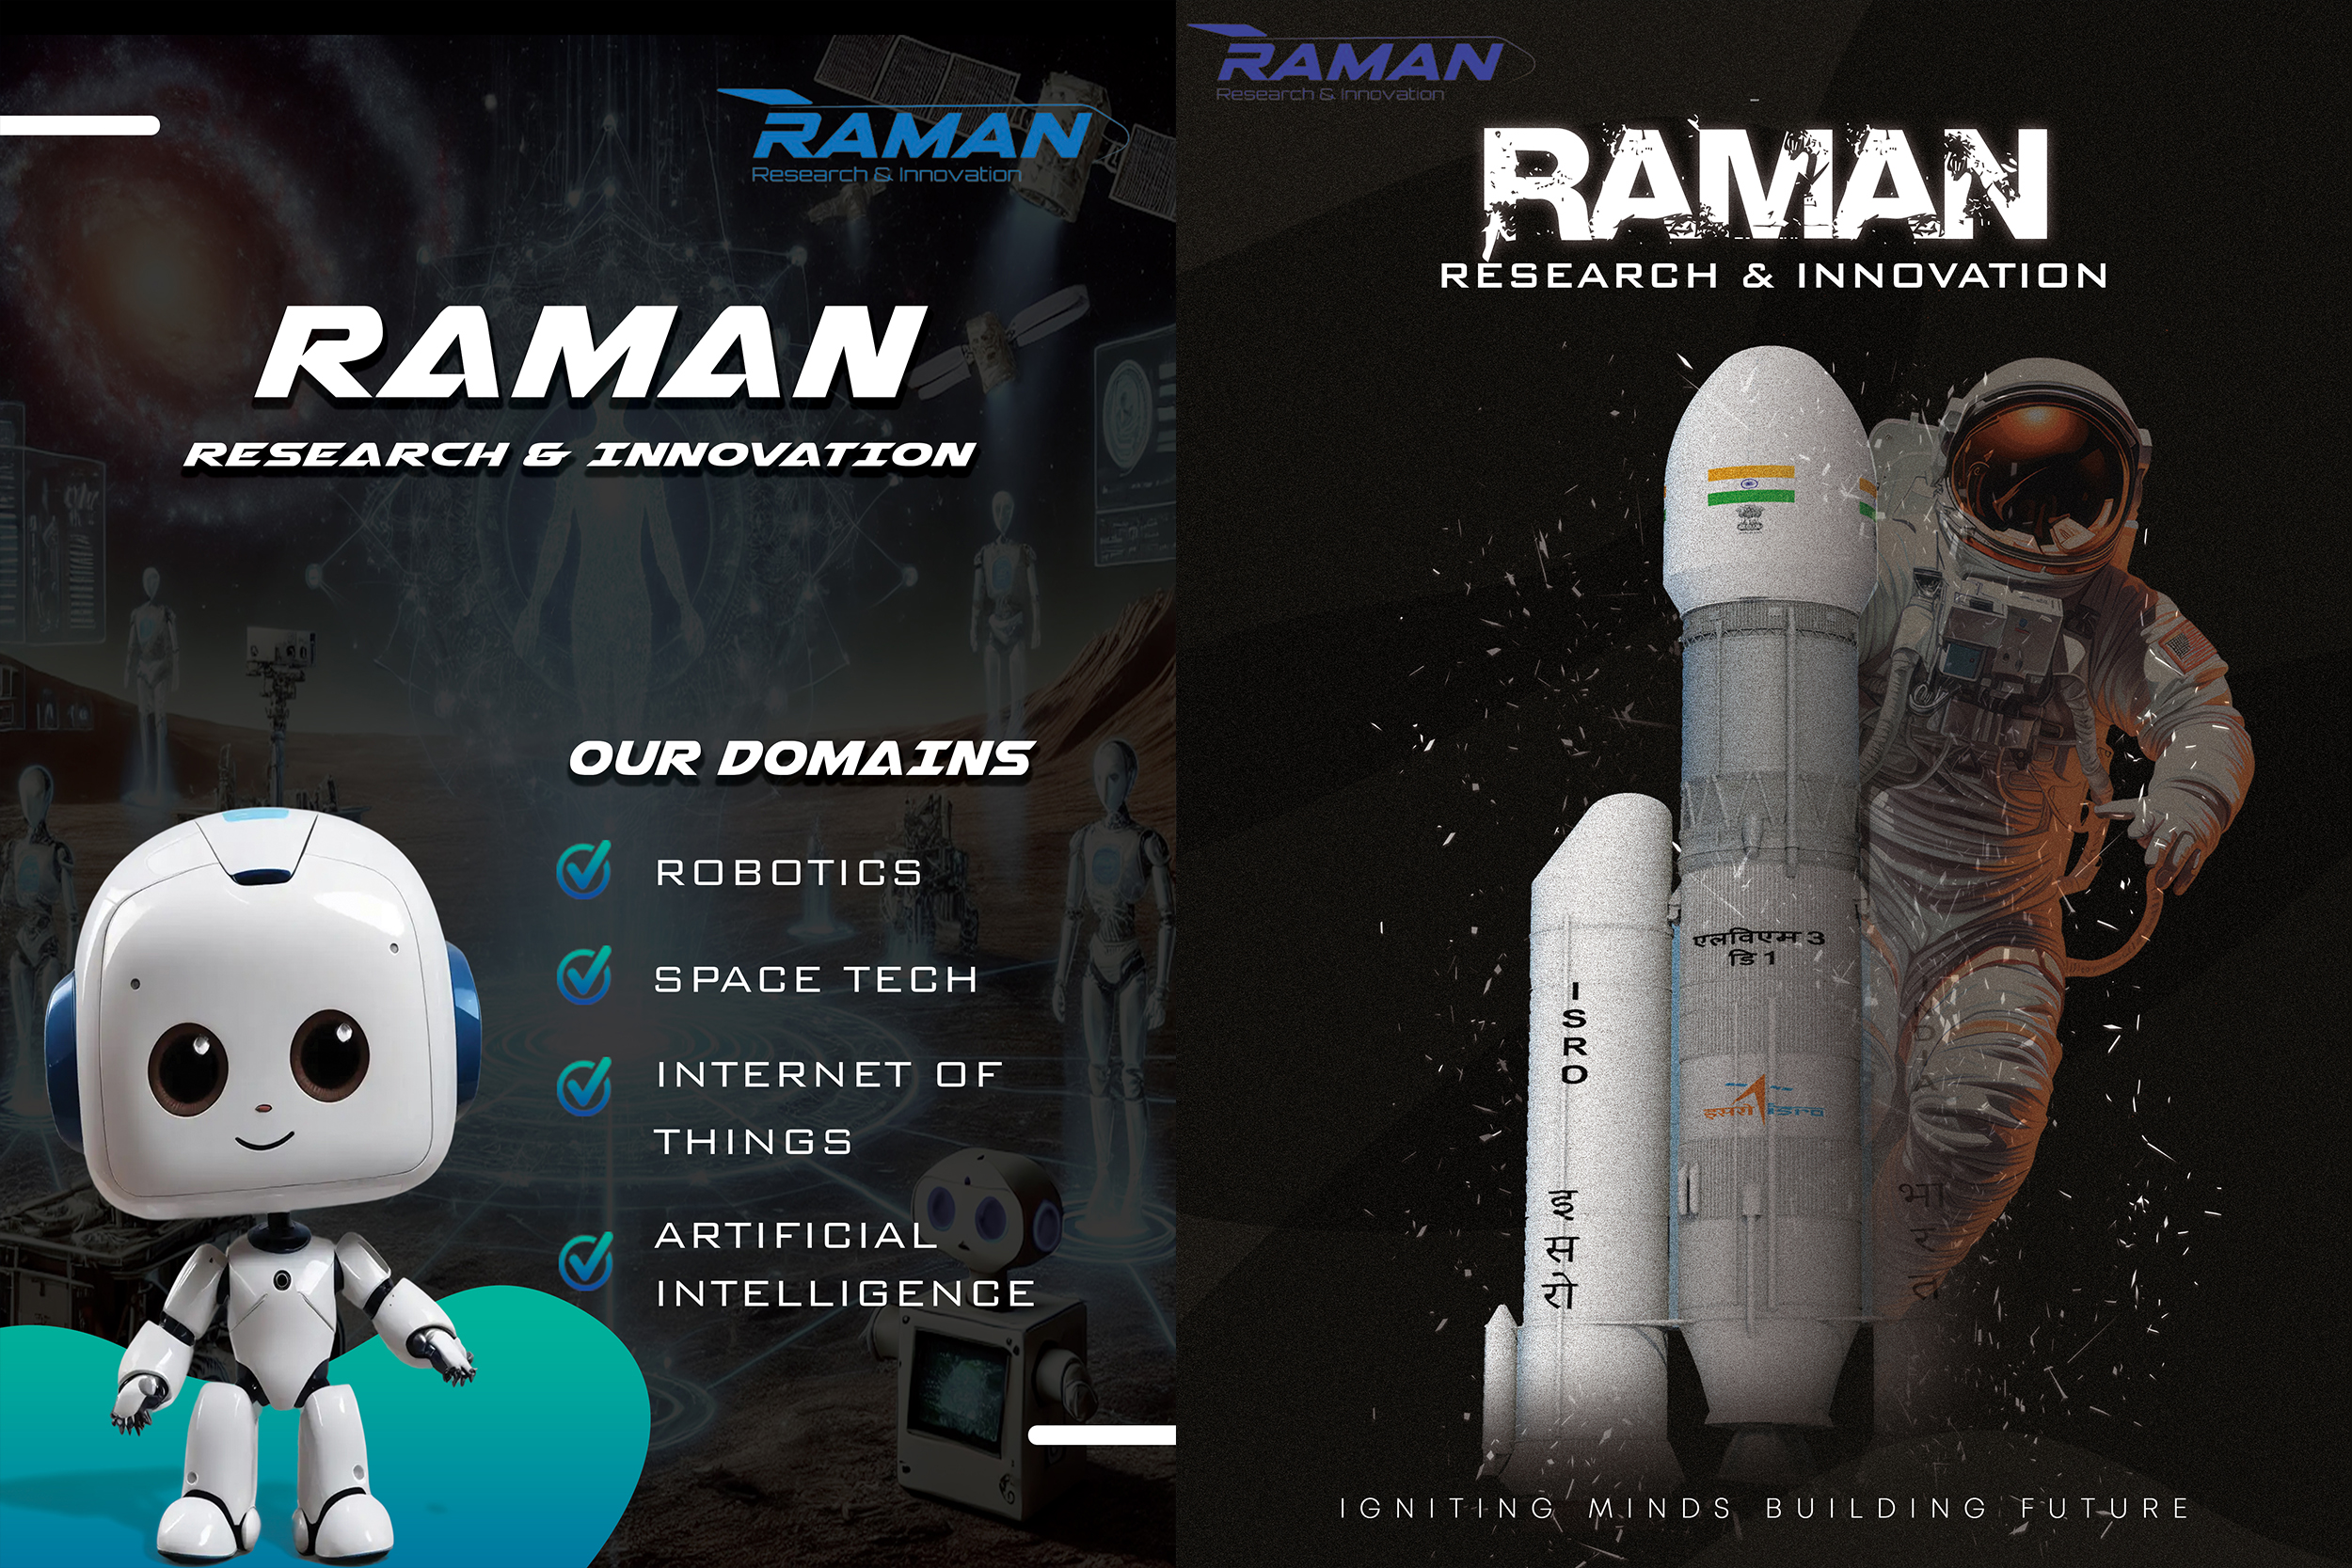 RAMAN
Research & Innovation
RAMAN
RESEARCH & INNOVATION
OUR DOMAINS
ROBOTICS
SPACE TECH
INTERNET OF
THINGS
ARTIFICIAL
INTELLIGENCE
RAMAN
Research & Innovation
RAMAN
RESEARCH & INNOVATION
एलविएम 3
डि 1
ISRO
इसरो isro
इसरो
भारत
IGNITING MINDS BUILDING FUTURE